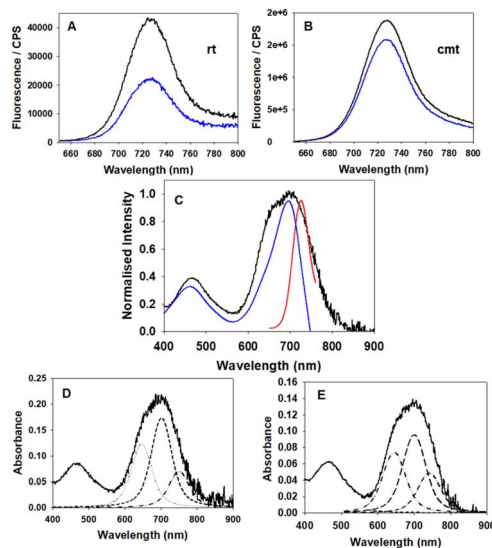 A
rt
Fluorescence / CPS
40000
30000
20000
10000
0
660 680 700 720 740 760 780 800
Wavelength (nm)
B
cmt
Fluorescence / CPS
2e+6
2e+6
1e+6
5e+5
0
660 680 700 720 740 760 780 800
Wavelength (nm)
C
Normalised Intensity
1.0
0.8
0.6
0.4
0.2
0.0
400 500 600 700 800 900
Wavelength (nm)
D
Absorbance
0.25
0.20
0.15
0.10
0.05
0.00
400 500 600 700 800 900
Wavelength (nm)
E
Absorbance
0.16
0.14
0.12
0.10
0.08
0.06
0.04
0.02
0.00
400 500 600 700 800 900
Wavelength (nm)